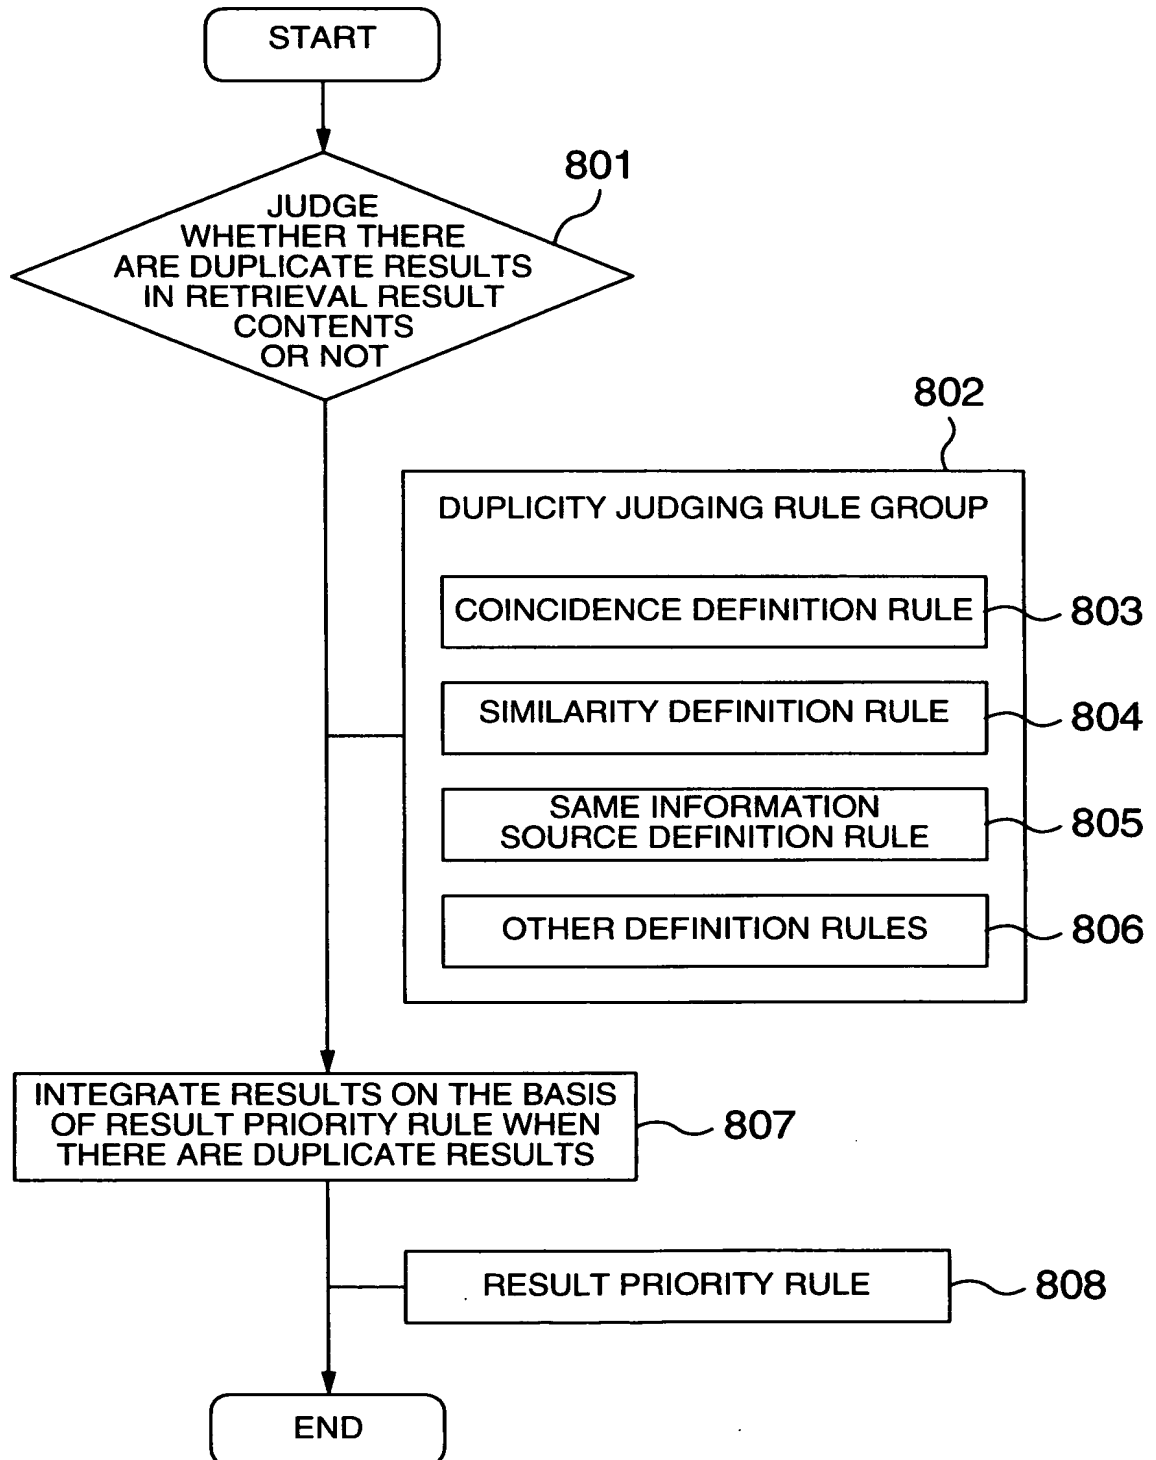 START
801
JUDGE
WHETHER THERE
ARE DUPLICATE RESULTS
IN RETRIEVAL RESULT
CONTENTS
OR NOT
802
DUPLICITY JUDGING RULE GROUP
COINCIDENCE DEFINITION RULE
803
SIMILARITY DEFINITION RULE
804
SAME INFORMATION
SOURCE DEFINITION RULE
805
OTHER DEFINITION RULES
806
INTEGRATE RESULTS ON THE BASIS
OF RESULT PRIORITY RULE WHEN
THERE ARE DUPLICATE RESULTS
807
RESULT PRIORITY RULE
808
END